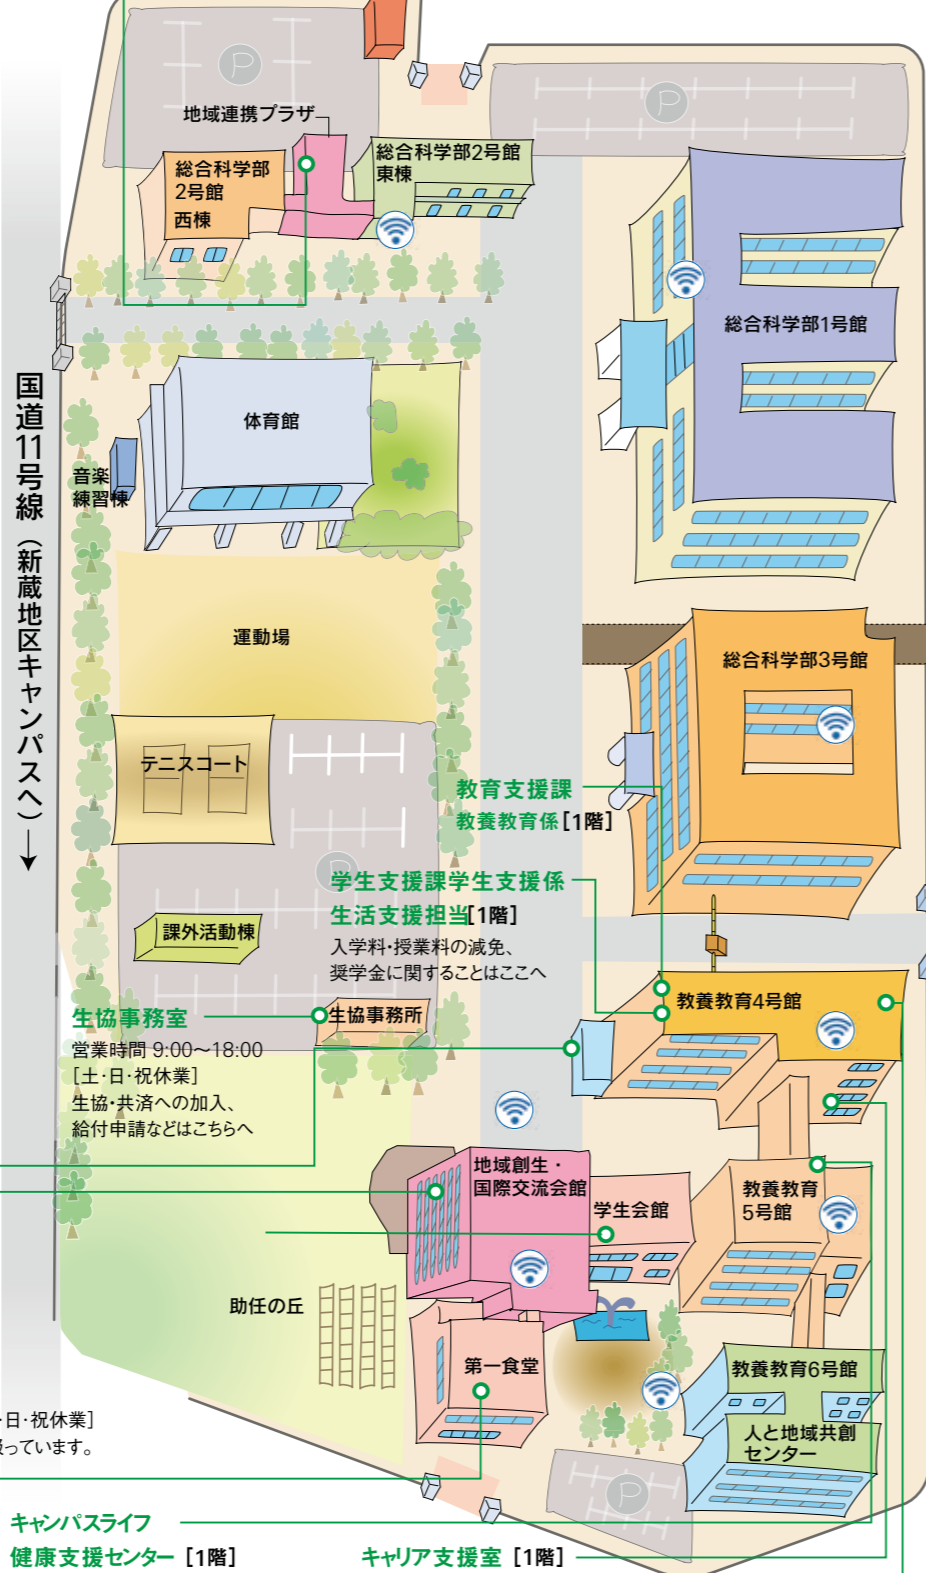 P
P
地域連携プラザ
総合科学部
2号館
西棟
総合科学部2号館
東棟
総合科学部1号館
国道11号線（新蔵地区キャンパスへ）
体育館
音楽
練習棟
運動場
総合科学部3号館
テニスコート
教育支援課
教養教育係［1階］
P
学生支援課学生支援係
生活支援担当［1階］
入学料・授業料の減免、
奨学金に関することはここへ
課外活動棟
教養教育4号館
生協事務所
生協事務室
営業時間 9:00～18:00
［土・日・祝休業］
生協・共済への加入、
給付申請などはこちらへ
地域創生・
国際交流会館
学生会館
教養教育
5号館
助任の丘
第一食堂
教養教育6号館
人と地域共創
センター
・日・祝休業］
っています。
P
キャンパスライフ
健康支援センター［1階］
キャリア支援室［1階］